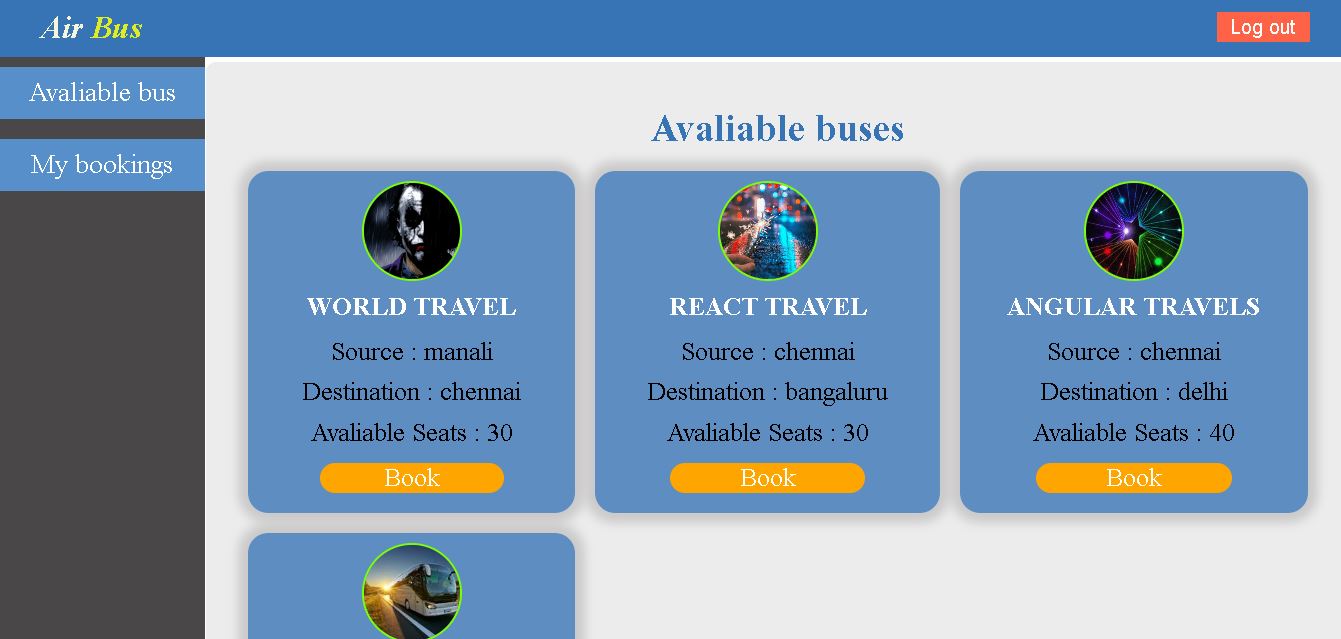 Air Bus
Log out
Avaliable bus
My bookings
Avaliable buses
WORLD TRAVEL
Source : manali
Destination : chennai
Avaliable Seats : 30
Book
REACT TRAVEL
Source : chennai
Destination : bangaluru
Avaliable Seats : 30
Book
ANGULAR TRAVELS
Source : chennai
Destination : delhi
Avaliable Seats : 40
Book